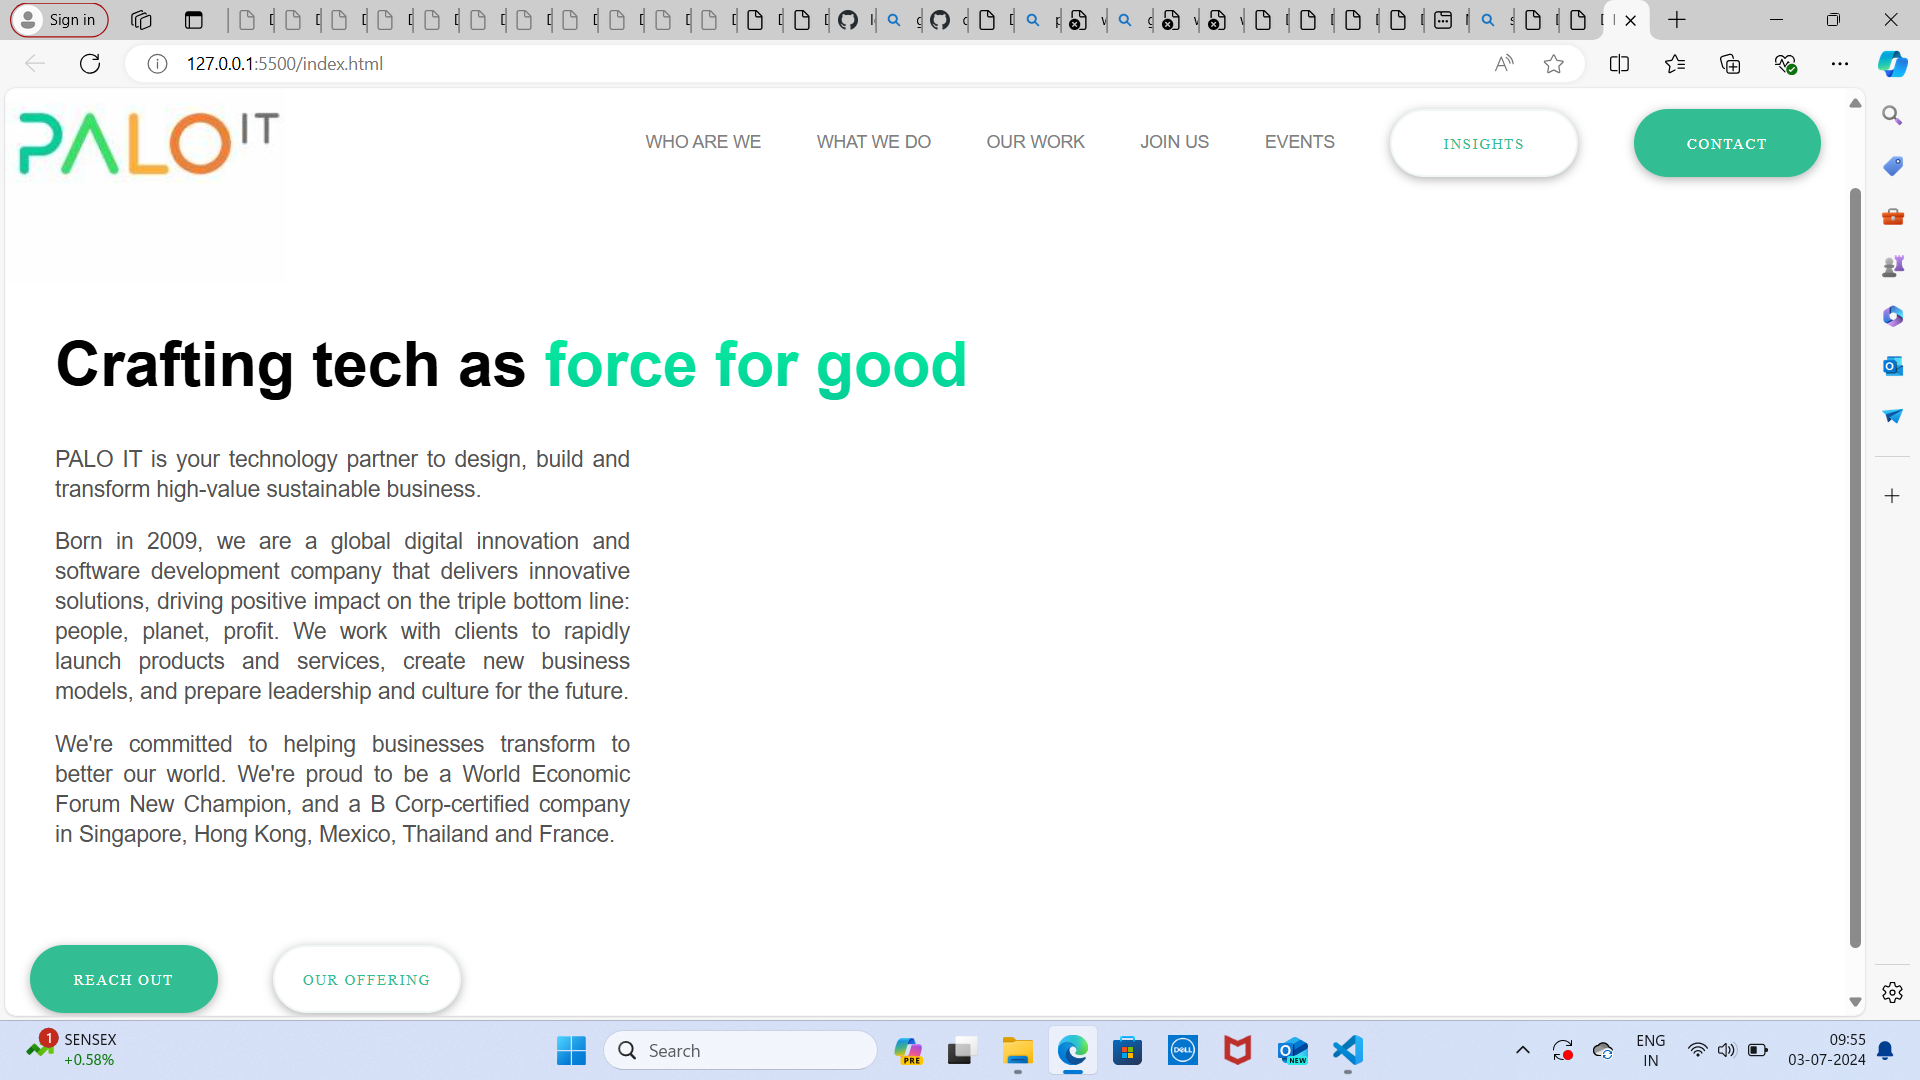 Sign in
127.0.0.1:5500/index.html
PALO IT
WHO ARE WE
WHAT WE DO
OUR WORK
JOIN US
EVENTS
INSIGHTS
CONTACT
Crafting tech as force for good
PALO IT is your technology partner to design, build and
transform high-value sustainable business.
Born in 2009, we are a global digital innovation and
software development company that delivers innovative
solutions, driving positive impact on the triple bottom line:
people, planet, profit. We work with clients to rapidly
launch products and services, create new business
models, and prepare leadership and culture for the future.
We're committed to helping businesses transform to
better our world. We're proud to be a World Economic
Forum New Champion, and a B Corp-certified company
in Singapore, Hong Kong, Mexico, Thailand and France.
REACH OUT
OUR OFFERING
1
SENSEX
+0.58%
Search
PRE
DELL
NEW
ENG
IN
09:55
03-07-2024